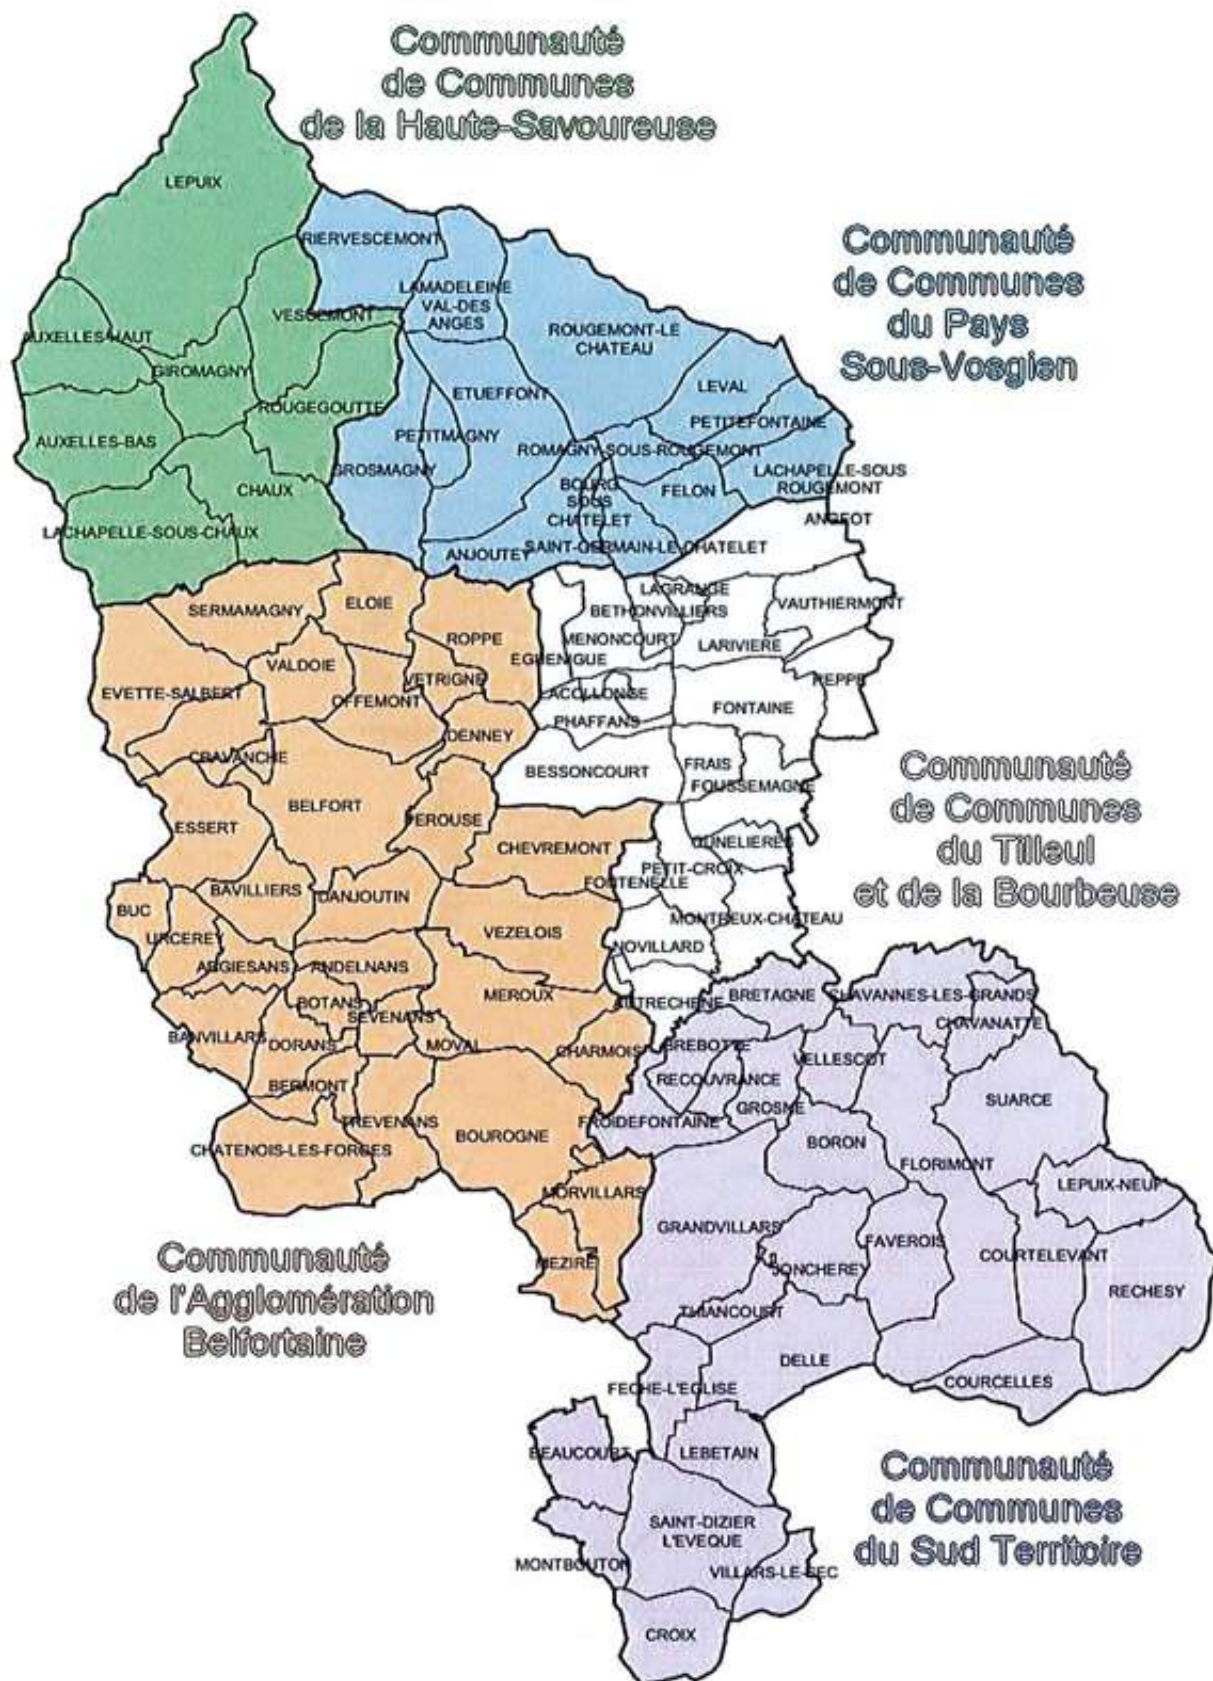 Communauté
de Communes
de la Haute-Savoureuse
LEPUIX
RIERVESCEMONT
Communauté
de Communes
du Pays
Sous-Vosgien
LAMADELEINE
VAL-DES
ANGES
VESCEMONT
AUXELLES-HAUT
ROUGEMONT-LE
CHATEAU
GIROMAGNY
LEVAL
ETUEFFONT
ROUGEGOUTTE
PETITEFONTAINE
AUXELLES-BAS
PETITMAGNY
ROMAGNY-SOUS-ROUGEMONT
GROSMAGNY
LACHAPELLE-SOUS
ROUGEMONT
BOURG
SOUS
CHATELET
FELON
CHAUX
ANGEOT
LACHAPELLE-SOUS-CHAUX
SAINT-GERMAIN-LE-CHATELET
ANJOUTEY
LAGRANGE
SERMAMAGNY
ELOIE
BETHONVILLIERS
VAUTHIERMONT
ROPPE
MENONCOURT
LARIVIERE
VALDOIE
EGUENIGUE
VETRIGNE
REPPE
EVETTE-SALBERT
OFFEMONT
LACOLLONGE
FONTAINE
PHAFFANS
DENNEY
CRAVANCHE
BESSONCOURT
FRAIS
FOUSSEMAGNE
Communauté
de Communes
du Tilleul
et de la Bourbeuse
BELFORT
ESSERT
PEROUSE
CHEVREMONT
CUNELIERES
PETIT-CROIX
FONTENELLE
BAVILLIERS
DANJOUTIN
BUC
MONTREUX-CHATEAU
URCEREY
VEZELOIS
NOVILLARD
ARGIESANS
ANDELNANS
MEROUX
BRETAGNE
CHAVANNES-LES-GRANDS
BOTANS
AUTRECHENE
SEVENANS
CHAVANATTE
BANVILLARS
DORANS
MOVAL
CHARMOIS
BREBOTTE
VELLESCOT
BERMONT
RECOUVRANCE
SUARCE
GROSNE
TREVENANS
FROIDEFONTAINE
BOUROGNE
BORON
CHATENOIS-LES-FORGES
FLORIMONT
LEPUIX-NEUF
MORVILLARS
GRANDVILLARS
FAVEROIS
COURTELEVANT
MEZIRE
JONCHEREY
RECHESY
THIANCOURT
Communauté
de l'Agglomération
Belfortaine
DELLE
COURCELLES
FECHE-L'EGLISE
BEAUCOURT
LEBETAIN
Communauté
de Communes
du Sud Territoire
SAINT-DIZIER
L'EVEQUE
MONTBOUTON
VILLARS-LE-SEC
CROIX